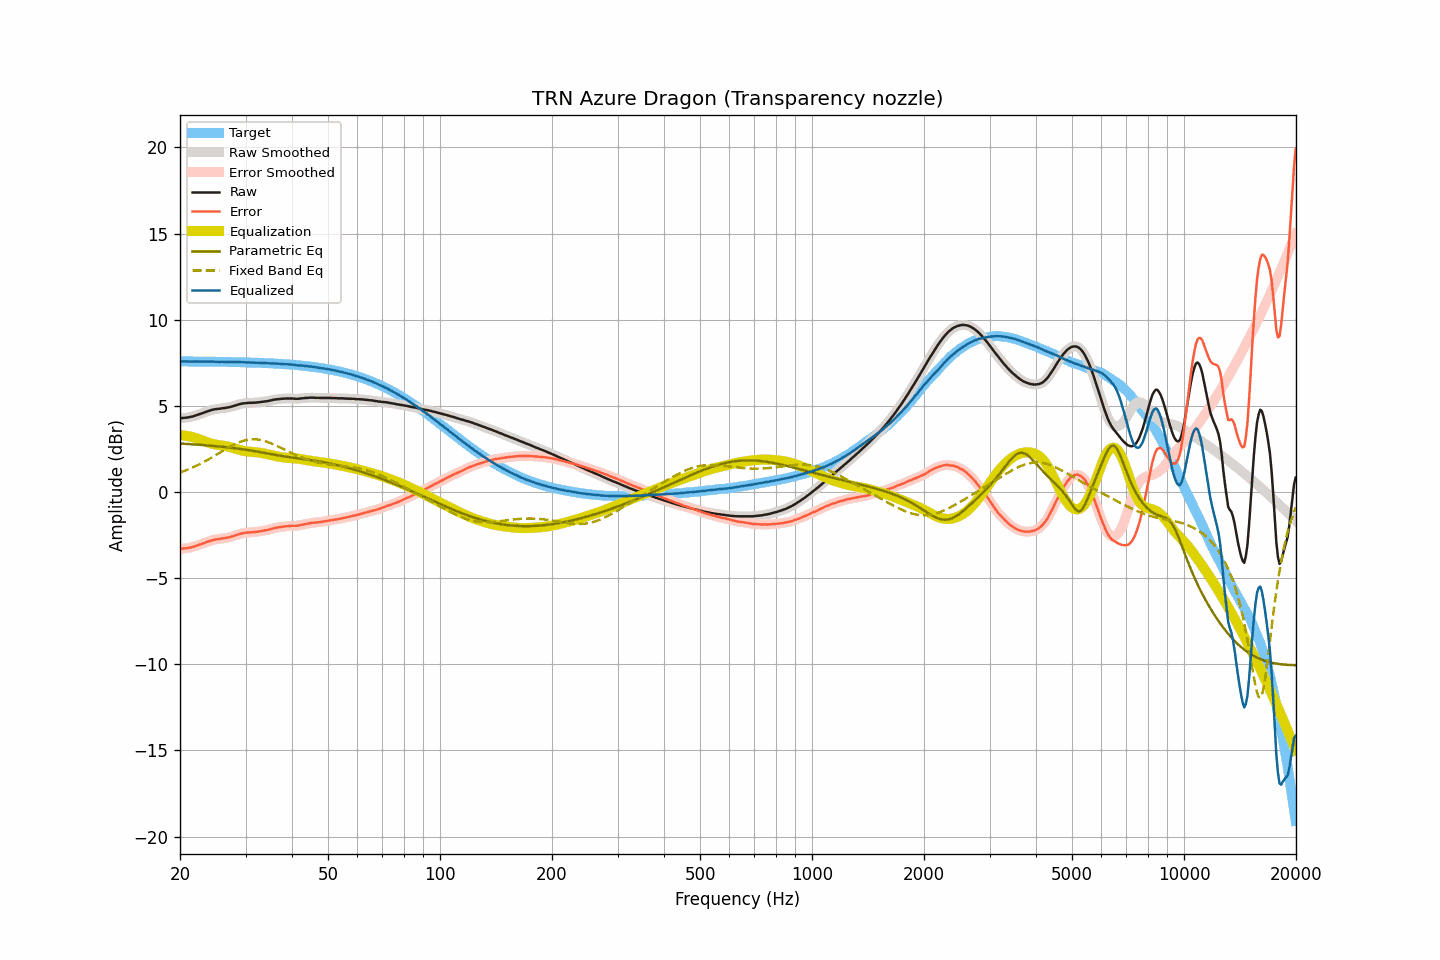 TRN Azure Dragon (Transparency nozzle)
Target
Raw Smoothed
Error Smoothed
Raw
Error
Equalization
Parametric Eq
Fixed Band Eq
Equalized
20
15
10
5
0
−5
−10
−15
−20
Amplitude (dBr)
20 50 100 200 500 1000 2000 5000 10000 20000
Frequency (Hz)